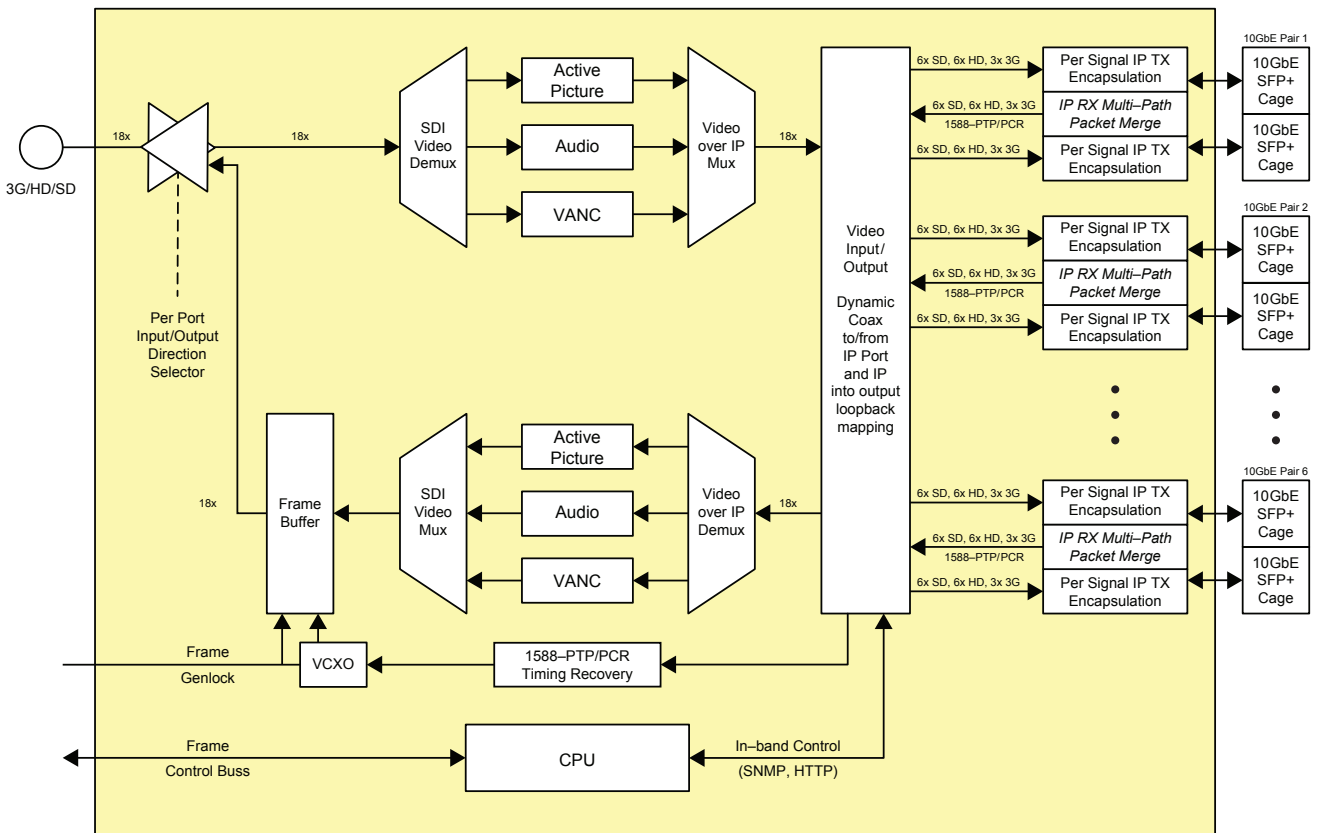 3G/HD/SD
18x
Per Port
Input/Output
Direction
Selector
18x
SDI
Video
Demux
Active
Picture
Audio
VANC
Video
over IP
Mux
18x
Video
Input/
Output
Dynamic
Coax
to/from
IP Port
and IP
into output
loopback
mapping
6x SD, 6x HD, 3x 3G
6x SD, 6x HD, 3x 3G
1588–PTP/PCR
6x SD, 6x HD, 3x 3G
Per Signal IP TX
Encapsulation
IP RX Multi–Path
Packet Merge
Per Signal IP TX
Encapsulation
10GbE Pair 1
10GbE
SFP+
Cage
10GbE
SFP+
Cage
6x SD, 6x HD, 3x 3G
6x SD, 6x HD, 3x 3G
1588–PTP/PCR
6x SD, 6x HD, 3x 3G
Per Signal IP TX
Encapsulation
IP RX Multi–Path
Packet Merge
Per Signal IP TX
Encapsulation
10GbE Pair 2
10GbE
SFP+
Cage
10GbE
SFP+
Cage
18x
Frame
Buffer
SDI
Video
Mux
Active
Picture
Audio
VANC
Video
over IP
Demux
18x
6x SD, 6x HD, 3x 3G
6x SD, 6x HD, 3x 3G
1588–PTP/PCR
6x SD, 6x HD, 3x 3G
Per Signal IP TX
Encapsulation
IP RX Multi–Path
Packet Merge
Per Signal IP TX
Encapsulation
10GbE Pair 6
10GbE
SFP+
Cage
10GbE
SFP+
Cage
Frame
Genlock
VCXO
1588–PTP/PCR
Timing Recovery
Frame
Control Buss
CPU
In–band Control
(SNMP, HTTP)